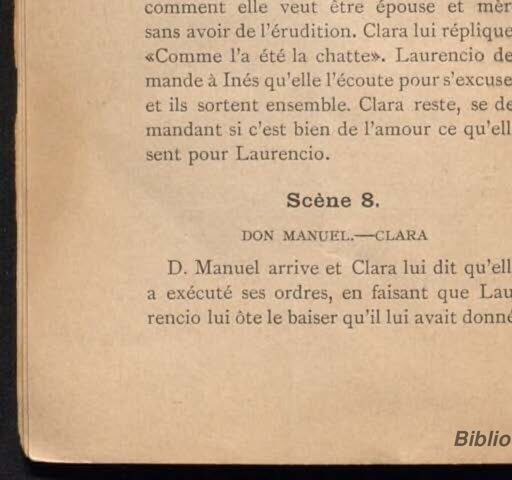 comment elle veut être épouse et mèr
sans avoir de l'érudition. Clara lui réplique
«Comme l'a été la chatte». Laurencio de
mande à Inés qu'elle l'écoute pour s'excuse
et ils sortent ensemble. Clara reste, se de
mandant si c'est bien de l'amour ce qu'ell
sent pour Laurencio.
Scène 8.
DON MANUEL.—CLARA
D. Manuel arrive et Clara lui dit qu'ell
a exécuté ses ordres, en faisant que Lau
rencio lui ôte le baiser qu'il lui avait donné
Biblio